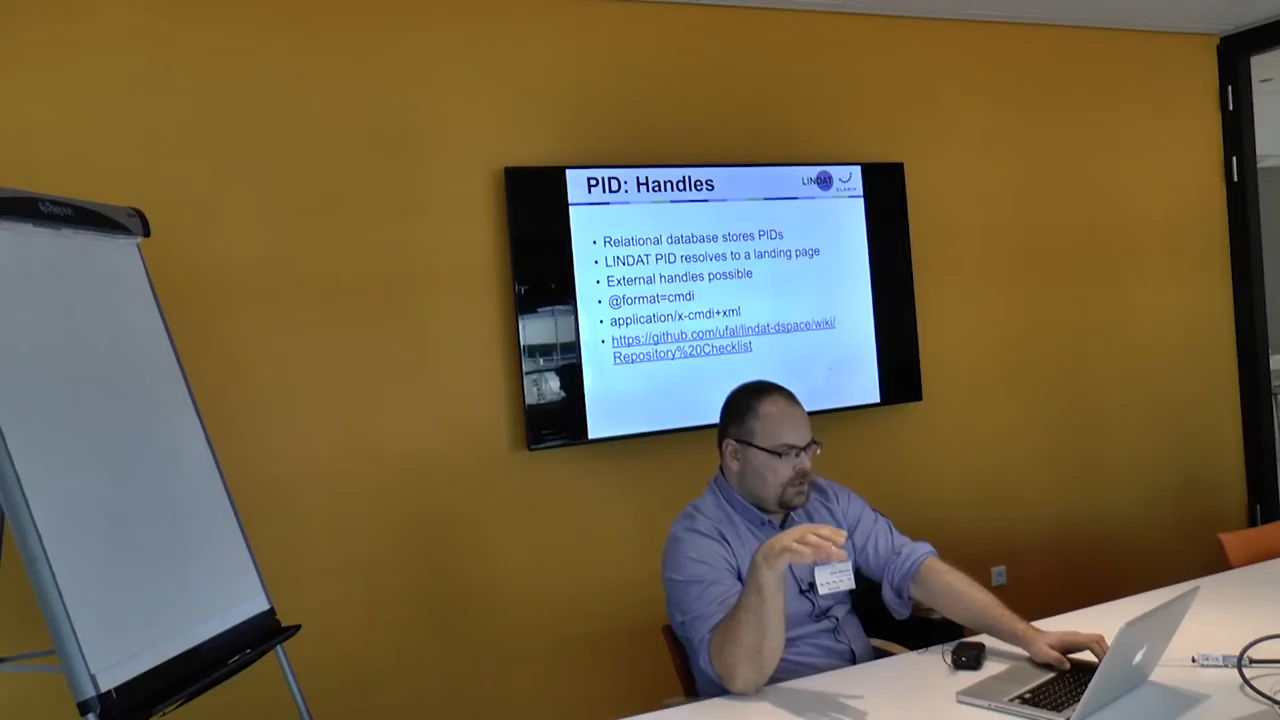 PID: Handles
LINDAT
CLARIN
• Relational database stores PIDs
• LINDAT PID resolves to a landing page
• External handles possible
• @format=cmdi
• application/x-cmdi+xml
• https://github.com/ufal/lindat-dspace/wiki/
Repository%20Checklist